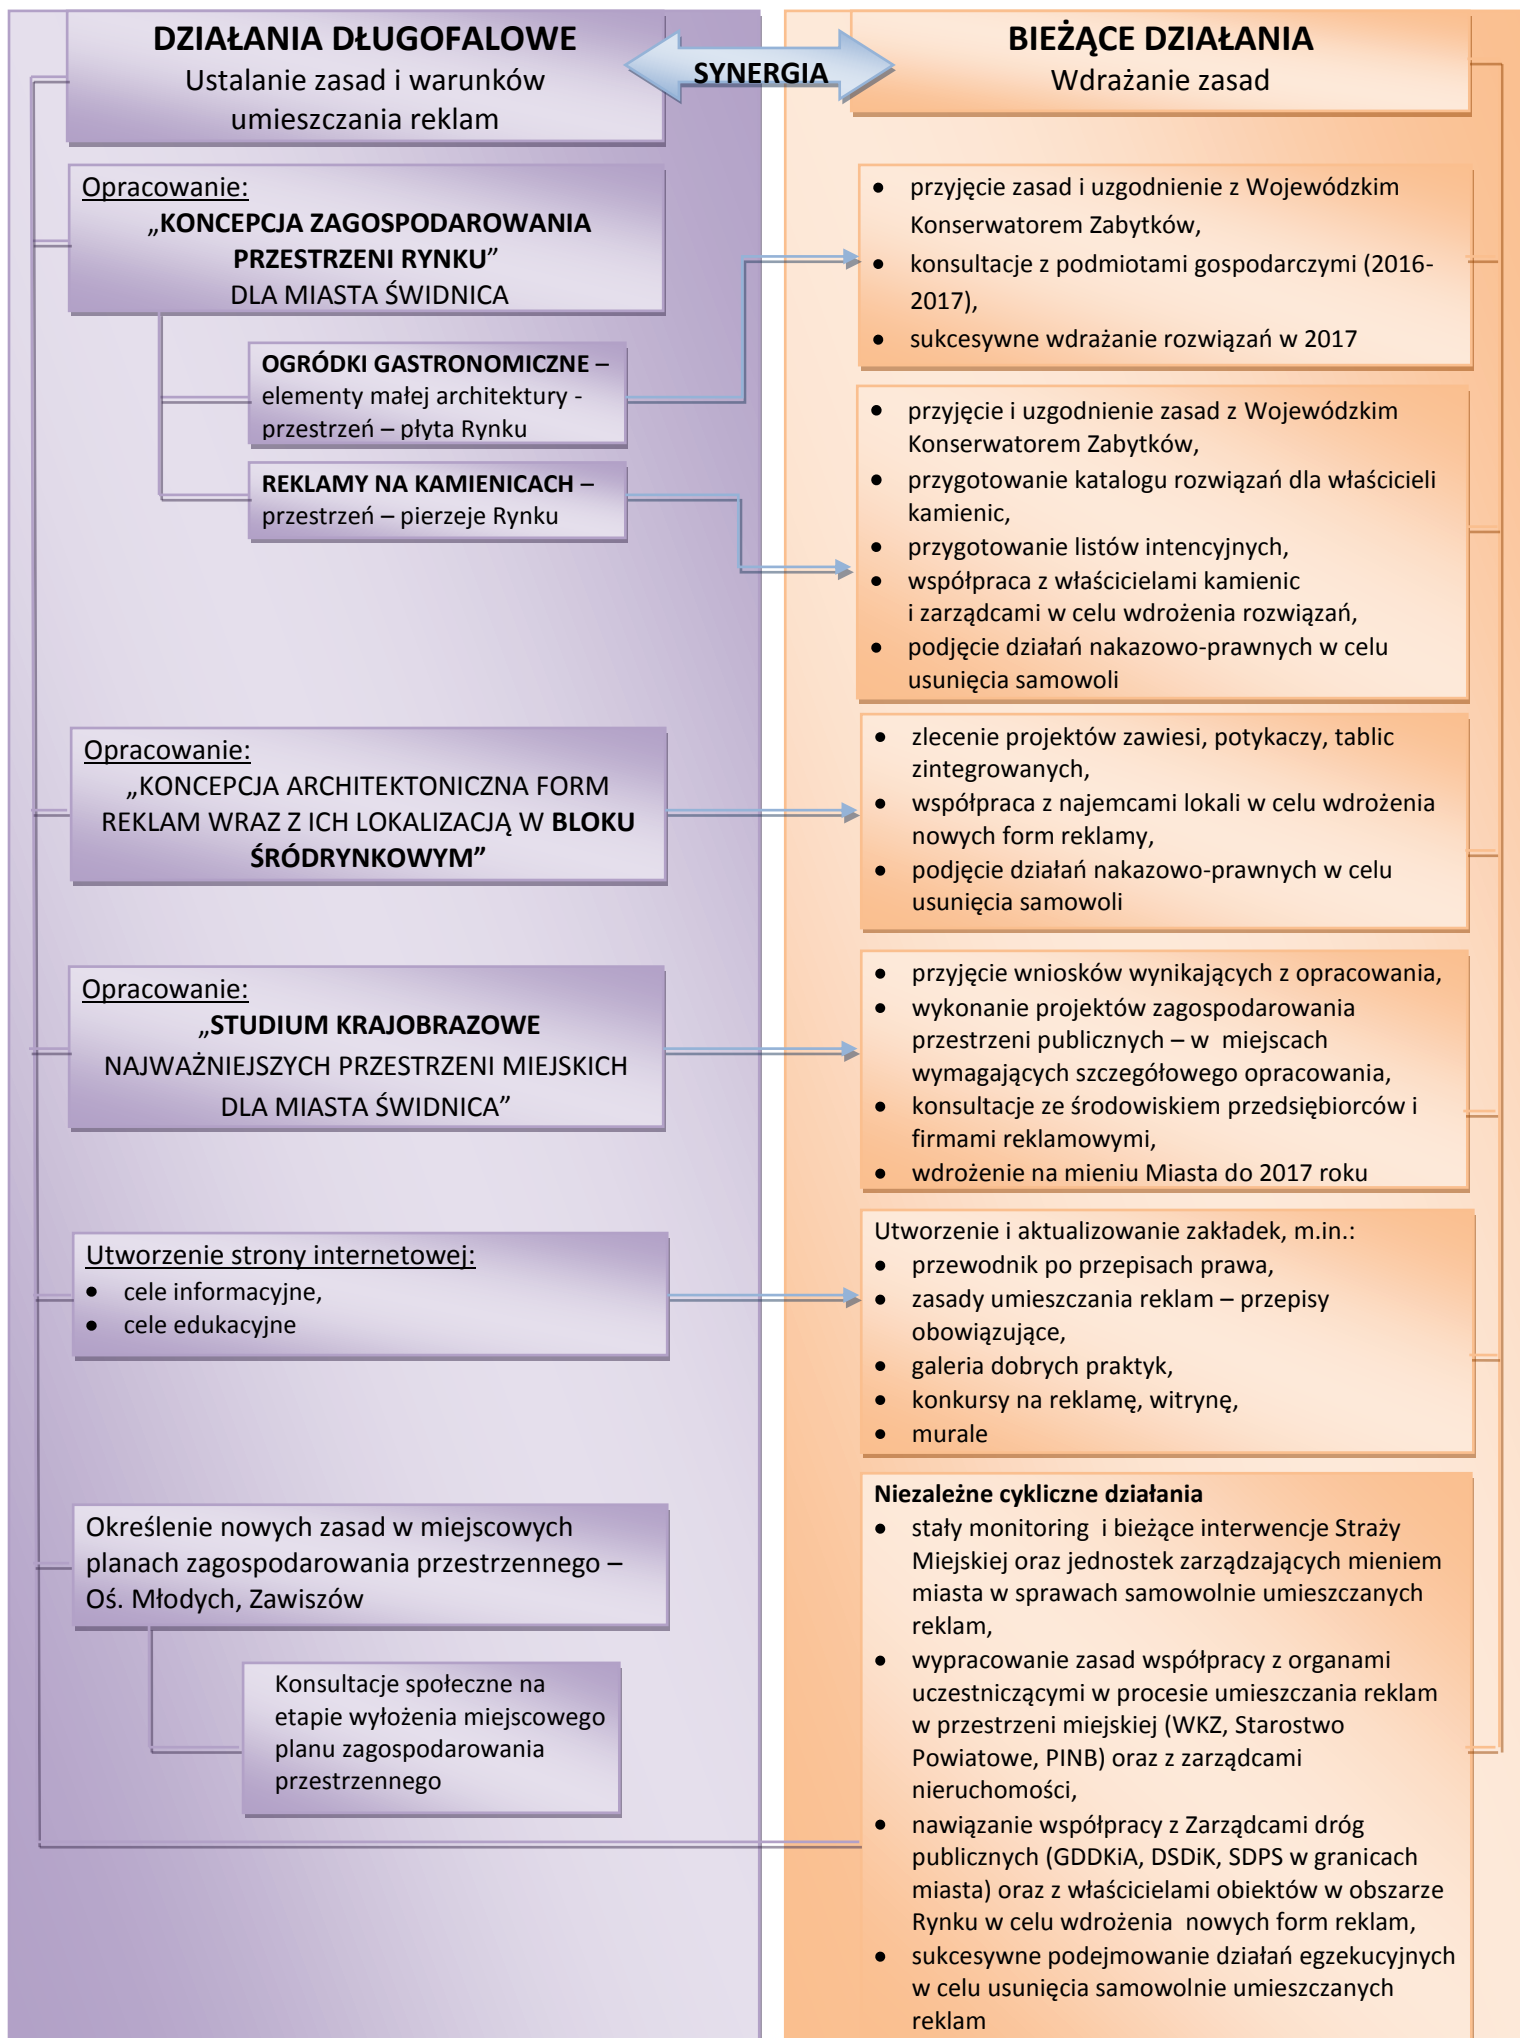 DZIAŁANIA DŁUGOFALOWE
Ustalanie zasad i warunków
umieszczania reklam
SYNERGIA
BIEŻĄCE DZIAŁANIA
Wdrażanie zasad
Opracowanie:
„KONCEPCJA ZAGOSPODAROWANIA
PRZESTRZENI RYNKU”
DLA MIASTA ŚWIDNICA
OGRÓDKI GASTRONOMICZNE –
elementy małej architektury -
przestrzeń – płyta Rynku
REKLAMY NA KAMIENICACH –
przestrzeń – pierzeje Rynku
• przyjęcie zasad i uzgodnienie z Wojewódzkim
Konserwatorem Zabytków,
• konsultacje z podmiotami gospodarczymi (2016-
2017),
• sukcesywne wdrażanie rozwiązań w 2017
• przyjęcie i uzgodnienie zasad z Wojewódzkim
Konserwatorem Zabytków,
• przygotowanie katalogu rozwiązań dla właścicieli
kamienic,
• przygotowanie listów intencyjnych,
• współpraca z właścicielami kamienic
i zarządcami w celu wdrożenia rozwiązań,
• podjęcie działań nakazowo-prawnych w celu
usunięcia samowoli
Opracowanie:
„KONCEPCJA ARCHITEKTONICZNA FORM
REKLAM WRAZ Z ICH LOKALIZACJĄ W BLOKU
ŚRÓDRYNKOWYM”
• zlecenie projektów zawiesi, potykaczy, tablic
zintegrowanych,
• współpraca z najemcami lokali w celu wdrożenia
nowych form reklamy,
• podjęcie działań nakazowo-prawnych w celu
usunięcia samowoli
Opracowanie:
„STUDIUM KRAJOBRAZOWE
NAJWAŻNIEJSZYCH PRZESTRZENI MIEJSKICH
DLA MIASTA ŚWIDNICA”
• przyjęcie wniosków wynikających z opracowania,
• wykonanie projektów zagospodarowania
przestrzeni publicznych – w miejscach
wymagających szczegółowego opracowania,
• konsultacje ze środowiskiem przedsiębiorców i
firmami reklamowymi,
• wdrożenie na mieniu Miasta do 2017 roku
Utworzenie strony internetowej:
• cele informacyjne,
• cele edukacyjne
Utworzenie i aktualizowanie zakładek, m.in.:
• przewodnik po przepisach prawa,
• zasady umieszczania reklam – przepisy
obowiązujące,
• galeria dobrych praktyk,
• konkursy na reklamę, witrynę,
• murale
Określenie nowych zasad w miejscowych
planach zagospodarowania przestrzennego –
Oś. Młodych, Zawiszów
Konsultacje społeczne na
etapie wyłożenia miejscowego
planu zagospodarowania
przestrzennego
Niezależne cykliczne działania
• stały monitoring i bieżące interwencje Straży
Miejskiej oraz jednostek zarządzających mieniem
miasta w sprawach samowolnie umieszczanych
reklam,
• wypracowanie zasad współpracy z organami
uczestniczącymi w procesie umieszczania reklam
w przestrzeni miejskiej (WKZ, Starostwo
Powiatowe, PINB) oraz z zarządcami
nieruchomości,
• nawiązanie współpracy z Zarządcami dróg
publicznych (GDDKiA, DSDiK, SDPS w granicach
miasta) oraz z właścicielami obiektów w obszarze
Rynku w celu wdrożenia nowych form reklam,
• sukcesywne podejmowanie działań egzekucyjnych
w celu usunięcia samowolnie umieszczanych
reklam